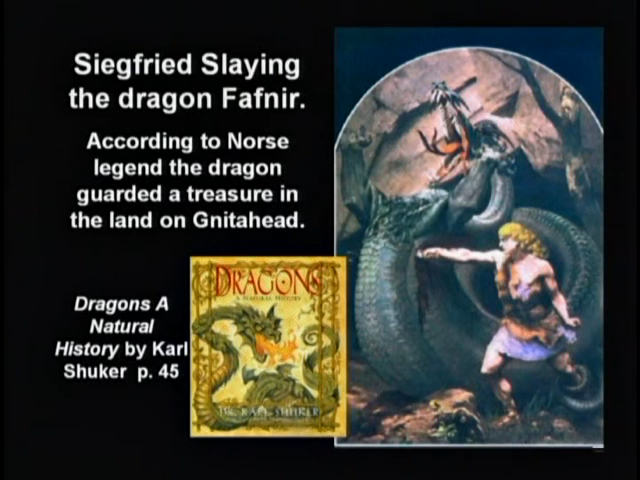 Siegfried Slaying
the dragon Fafnir.
According to Norse
legend the dragon
guarded a treasure in
the land on Gnitahead.
Dragons A
Natural
History by Karl
Shuker p. 45
DRAGONS
A NATURAL HISTORY
DR. KARL SHUKER